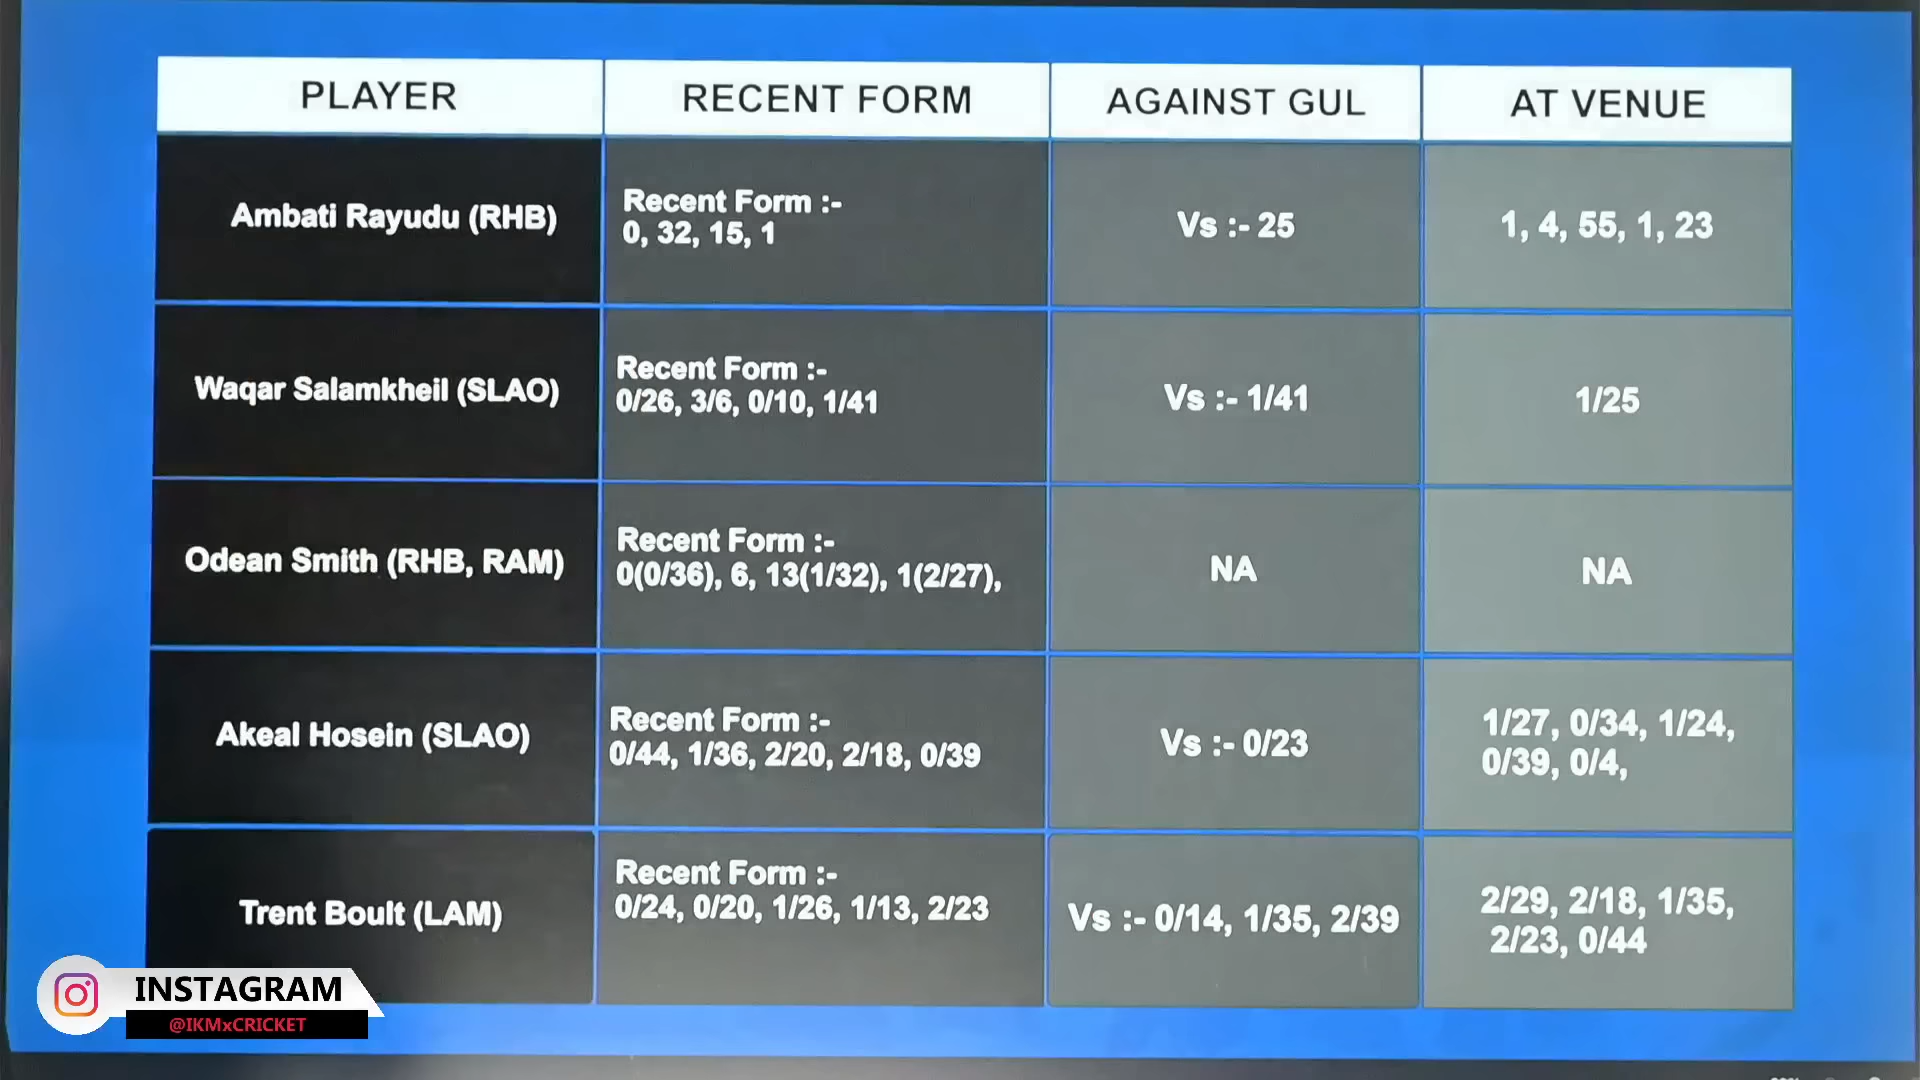 PLAYER
RECENT FORM
AGAINST GUL
AT VENUE
Ambati Rayudu (RHB)
Recent Form :-
0, 32, 15, 1
Vs :- 25
1, 4, 55, 1, 23
Waqar Salamkheil (SLAO)
Recent Form :-
0/26, 3/6, 0/10, 1/41
Vs :- 1/41
1/25
Odean Smith (RHB, RAM)
Recent Form :-
0(0/36), 6, 13(1/32), 1(2/27),
NA
NA
Akeal Hosein (SLAO)
Recent Form :-
0/44, 1/36, 2/20, 2/18, 0/39
Vs :- 0/23
1/27, 0/34, 1/24,
0/39, 0/4,
Trent Boult (LAM)
Recent Form :-
0/24, 0/20, 1/26, 1/13, 2/23
Vs :- 0/14, 1/35, 2/39
2/29, 2/18, 1/35,
2/23, 0/44
INSTAGRAM
@IKMxCRICKET